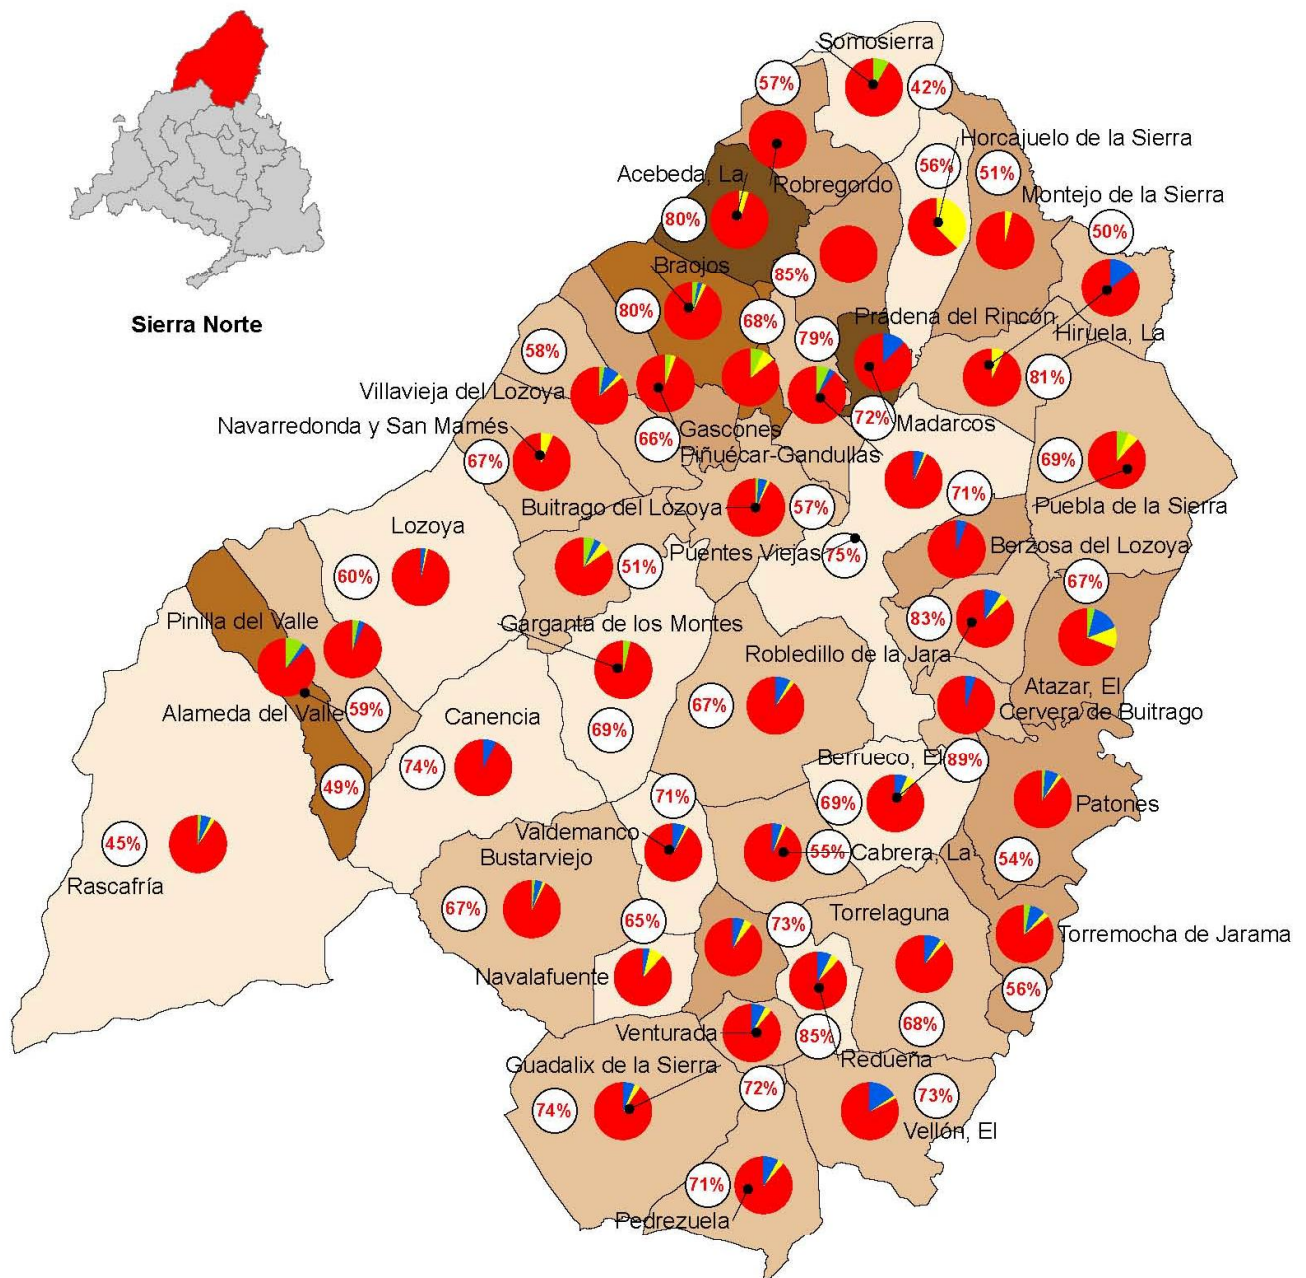 Somosierra
57%
42%
Horcajuelo de la Sierra
56%
51%
Acebeda, La
Robregordo
Montejo de la Sierra
80%
50%
Braojos
85%
80%
68%
Prádena del Rincón
Sierra Norte
79%
Hiruela, La
58%
Villavieja del Lozoya
81%
Navarredonda y San Mamés
Gascones
72%
Madarcos
66%
Piñuécar-Gandullas
67%
69%
71%
Buitrago del Lozoya
57%
Puebla de la Sierra
Lozoya
Puentes Viejas
75%
Berzosa del Lozoya
60%
51%
67%
Pinilla del Valle
Garganta de los Montes
83%
Robledillo de la Jara
Atazar, El
Alameda del Valle
59%
Canencia
67%
Cervera de Buitrago
69%
Berrueco, El
89%
74%
49%
71%
69%
Patones
Valdemanco
45%
Bustarviejo
55%
Cabrera, La
54%
Rascafría
67%
65%
73%
Torrelaguna
Torremocha de Jarama
Navalafuente
56%
Venturada
85%
68%
Guadalix de la Sierra
Redueña
72%
73%
74%
Vellón, El
71%
Pedrezuela